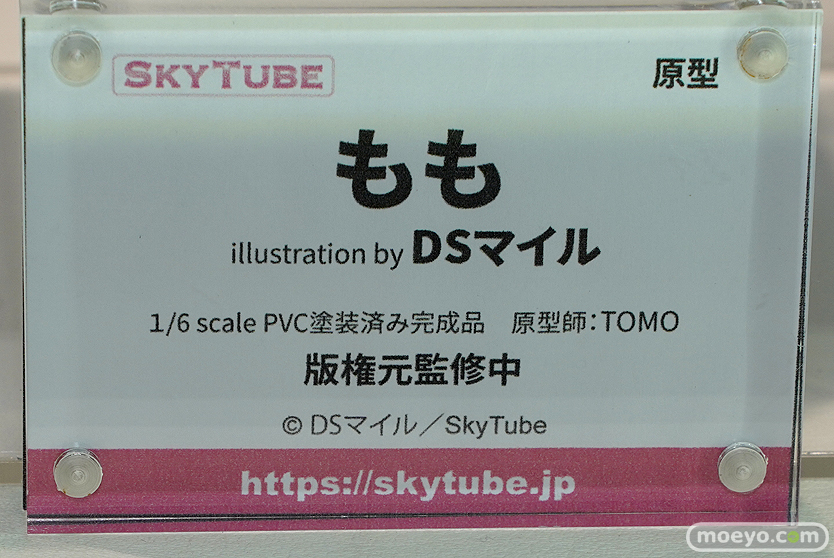 SKYTUBE
原型
もも
illustration by DSマイル
1/6 scale PVC塗装済み完成品　原型師：TOMO
版権元監修中
© DSマイル／SkyTube
https://skytube.jp
moeyo.com